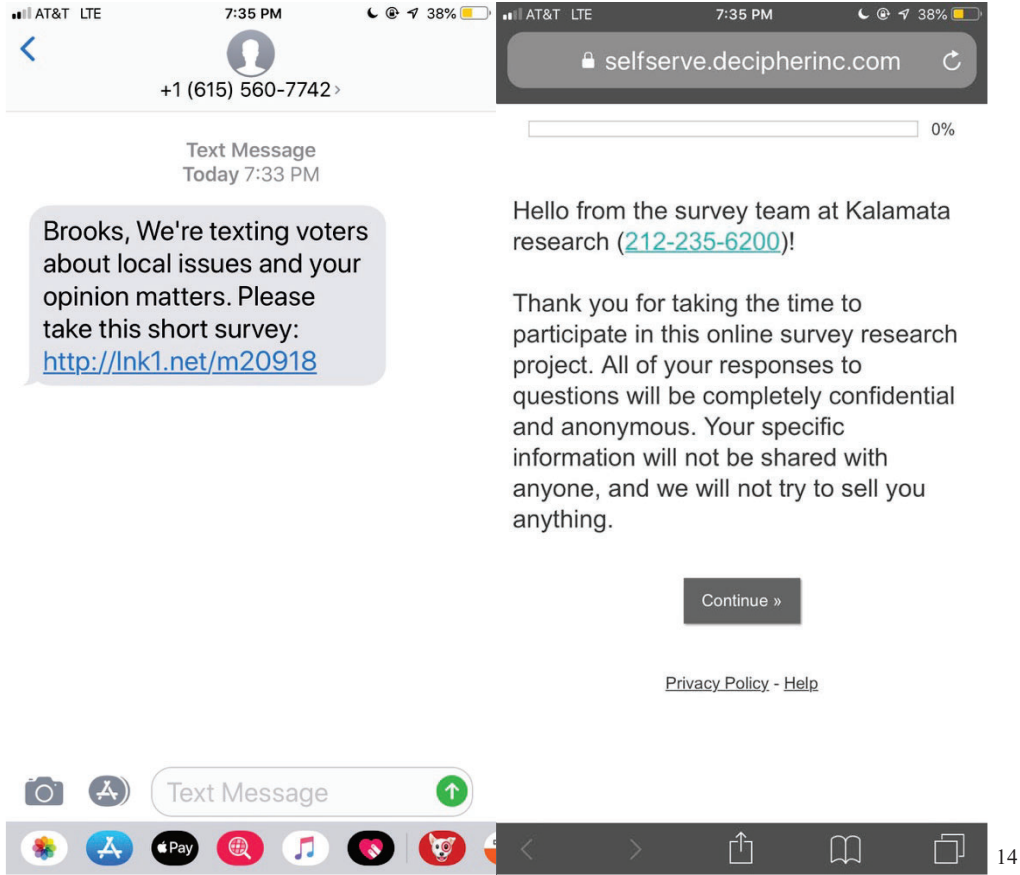 AT&T LTE 7:35 PM 38%
+1 (615) 560-7742
Text Message
Today 7:33 PM
Brooks, We're texting voters
about local issues and your
opinion matters. Please
take this short survey:
http://lnk1.net/m20918
Text Message
Pay
AT&T LTE 7:35 PM 38%
selfserve.decipherinc.com
0%
Hello from the survey team at Kalamata
research (212-235-6200)!
Thank you for taking the time to
participate in this online survey research
project. All of your responses to
questions will be completely confidential
and anonymous. Your specific
information will not be shared with
anyone, and we will not try to sell you
anything.
Continue »
Privacy Policy - Help
14